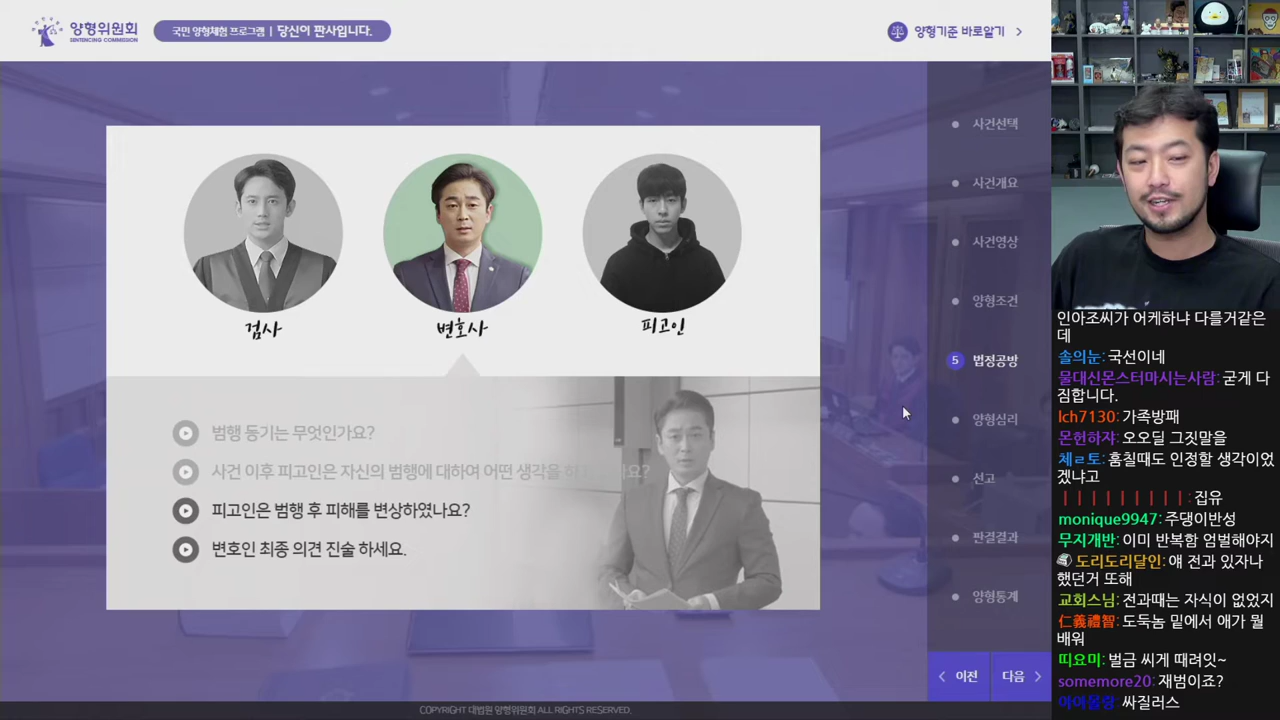 양형위원회
SENTENCING COMMISSION
국민 양형체험 프로그램 | 당신이 판사입니다.
양형기준 바로알기
검사
변호사
피고인
범행 동기는 무엇인가요?
사건 이후 피고인은 자신의 범행에 대하여 어떤 생각을 하 나요?
피고인은 범행 후 피해를 변상하였나요?
변호인 최종 의견 진술 하세요.
사건선택
사건개요
사건영상
양형조건
5 법정공방
양형심리
선고
판결결과
양형통계
이전
다음
COPYRIGHT 대법원 양형위원회 ALL RIGHTS RESERVED.
인아조씨가 어케하냐 다를거같은
데
솔의눈: 국선이네
물대신몬스터마시는사람: 굳게 다
짐합니다.
lch7130: 가족방패
몬헌하쟈: 오오딜 그짓말을
체ㄹ토: 훔칠때도 인정할 생각이었
겠냐고
ㅣㅣㅣㅣㅣㅣㅣㅣㅣ: 집유
monique9947: 주댕이반성
무지개반: 이미 반복함 엄벌해야지
도리도리달인: 얘 전과 있자나
했던거 또해
교회스님: 전과때는 자식이 없었지
仁義禮智: 도둑놈 밑에서 애가 뭘
배워
띠요미: 벌금 씨게 때려잇~
somemore20: 재범이죠?
아아몰랑: 싸질러스